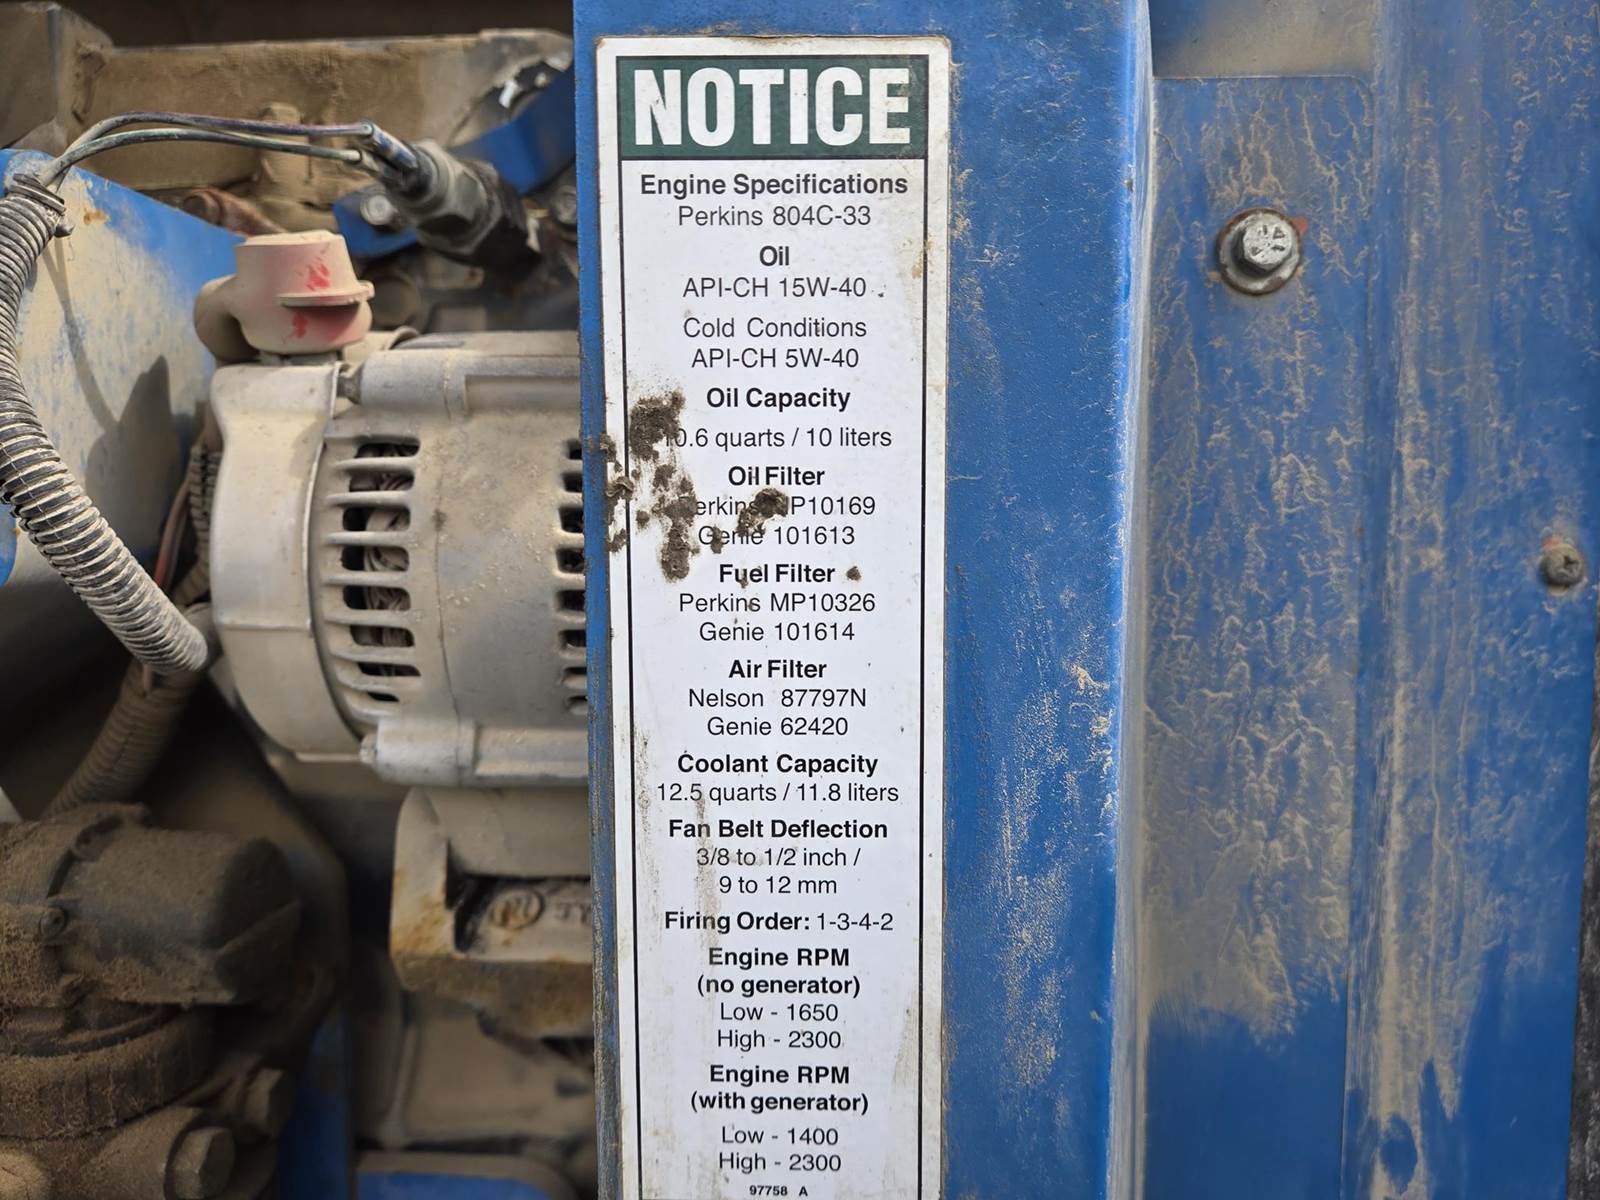 NOTICE
Engine Specifications
Perkins 804C-33
Oil
API-CH 15W-40
Cold Conditions
API-CH 5W-40
Oil Capacity
10.6 quarts / 10 liters
Oil Filter
Perkins MP10169
Genie 101613
Fuel Filter
Perkins MP10326
Genie 101614
Air Filter
Nelson 87797N
Genie 62420
Coolant Capacity
12.5 quarts / 11.8 liters
Fan Belt Deflection
3/8 to 1/2 inch /
9 to 12 mm
Firing Order: 1-3-4-2
Engine RPM
(no generator)
Low - 1650
High - 2300
Engine RPM
(with generator)
Low - 1400
High - 2300
97758 A